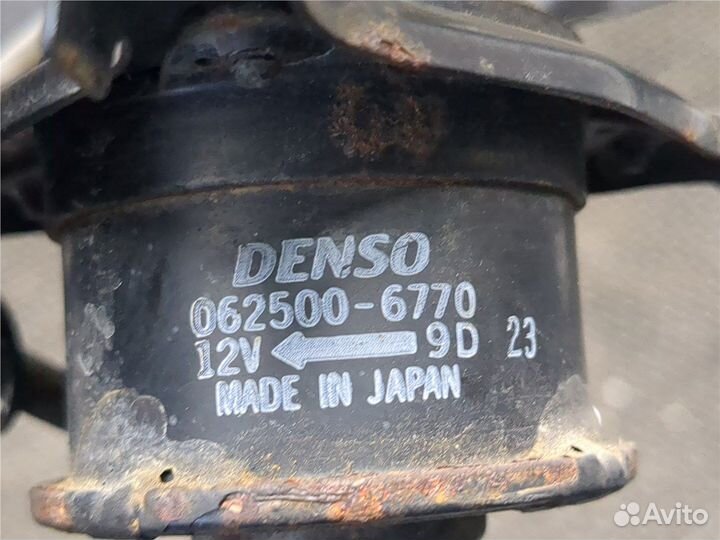 DENSO
062500-6770
12V ← 9D 23
MADE IN JAPAN
Avito